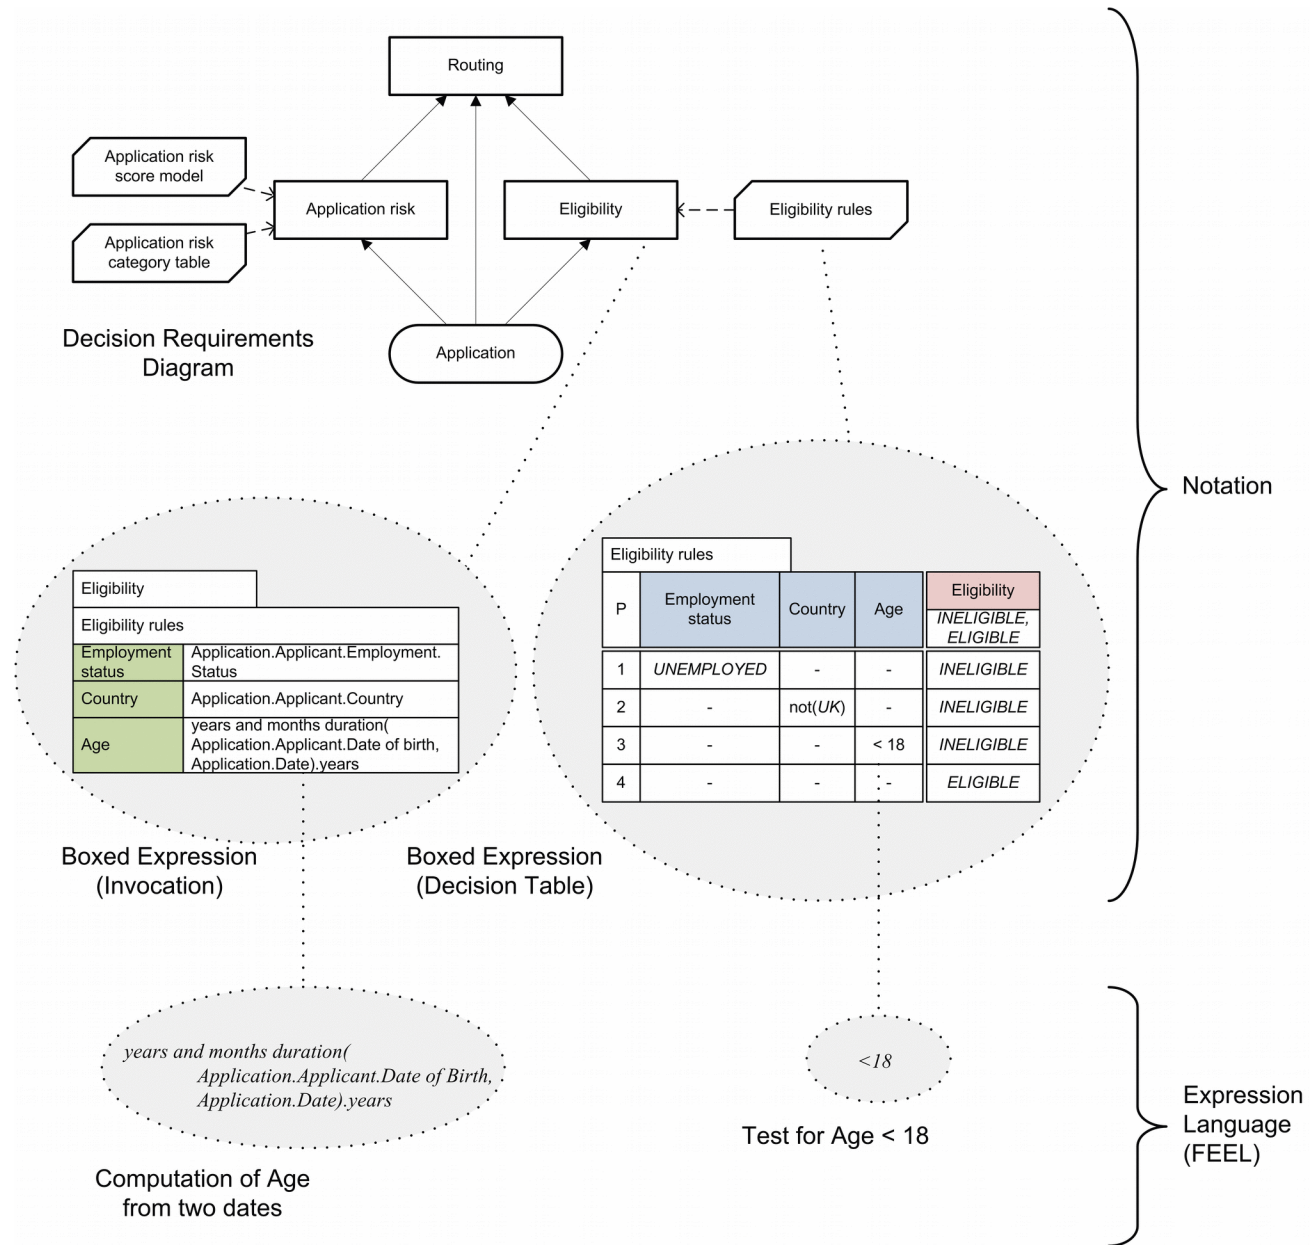 Routing
Application risk
score model
Application risk
Eligibility
Eligibility rules
Application risk
category table
Decision Requirements
Diagram
Application
Notation
Eligibility
Eligibility rules
Employment
status
Application.Applicant.Employment.
Status
Country
Application.Applicant.Country
Age
years and months duration(
Application.Applicant.Date of birth,
Application.Date).years
Boxed Expression
(Invocation)
Eligibility rules
P
Employment
status
Country
Age
Eligibility
INELIGIBLE,
ELIGIBLE
1 UNEMPLOYED - - INELIGIBLE
2 - not(UK) - INELIGIBLE
3 - - < 18 INELIGIBLE
4 - - - ELIGIBLE
Boxed Expression
(Decision Table)
years and months duration(
Application.Applicant.Date of Birth,
Application.Date).years
Computation of Age
from two dates
<18
Test for Age < 18
Expression
Language
(FEEL)